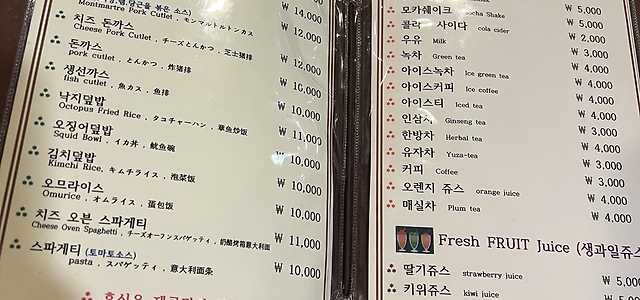 Montmartre Pork Cutlet , モンマルトルトンカス ₩ 14,000
치즈 돈까스 ₩ 12,000
Cheese Pork Cutlet , チーズとんかつ , 芝士猪排
돈까스 ₩ 12,000
pork cutlet , とんかつ , 炸猪排
생선까스 ₩ 10,000
fish cutlet , 魚カス , 鱼排
낙지덮밥 ₩ 10,000
Octopus Fried Rice , タコチャーハン , 章鱼炒饭
오징어덮밥 ₩ 11,000
Squid Bowl , イカ丼 , 鱿鱼碗
김치덮밥 ₩ 10,000
Kimchi Rice, キムチライス , 泡菜饭
오므라이스 ₩ 10,000
Omurice , オムライス , 蛋包饭
치즈 오븐 스파게티 ₩ 11,000
Cheese Oven Spaghetti , チーズオーブンスパゲッティ , 奶酪烤箱意大利面
스파게티 (토마토소스) ₩ 10,000
pasta , スパゲッティ , 意大利面条
모카쉐이크 Mocha Shake ₩ 5,000
콜라 사이다 cola cider ₩ 5,000
우유 Milk ₩ 2,000
녹차 Green tea ₩ 3,000
아이스녹차 Ice green tea ₩ 4,000
아이스커피 Ice coffee ₩ 4,000
아이스티 Iced tea ₩ 4,000
인삼차 Ginseng tea ₩ 4,000
한방차 Herbal tea ₩ 4,000
유자차 Yuza-tea ₩ 3,000
커피 Coffee ₩ 3,000
오렌지 쥬스 orange juice ₩ 4,000
매실차 Plum tea ₩ 4,000
Fresh FRUIT Juice (생과일쥬스
딸기쥬스 strawberry juice ₩ 5,000
키위쥬스 kiwi juice